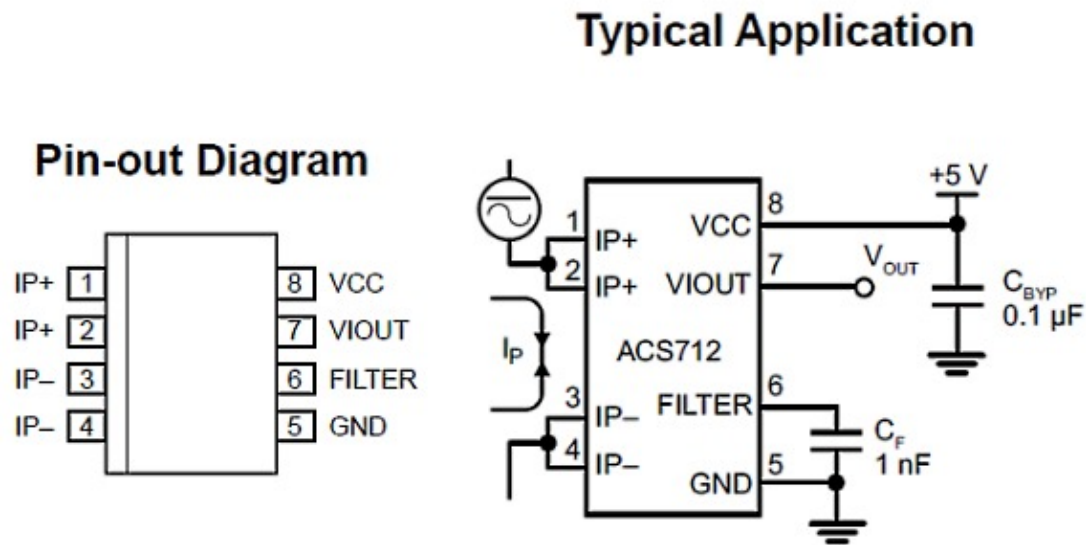 Typical Application
Pin-out Diagram
IP+ 1
IP+ 2
IP– 3
IP– 4
8 VCC
7 VIOUT
6 FILTER
5 GND
1 IP+
2 IP+
IP
3 IP–
4 IP–
ACS712
VCC 8
VIOUT 7
FILTER 6
GND 5
+5 V
VOUT
CBYP
0.1 µF
CF
1 nF